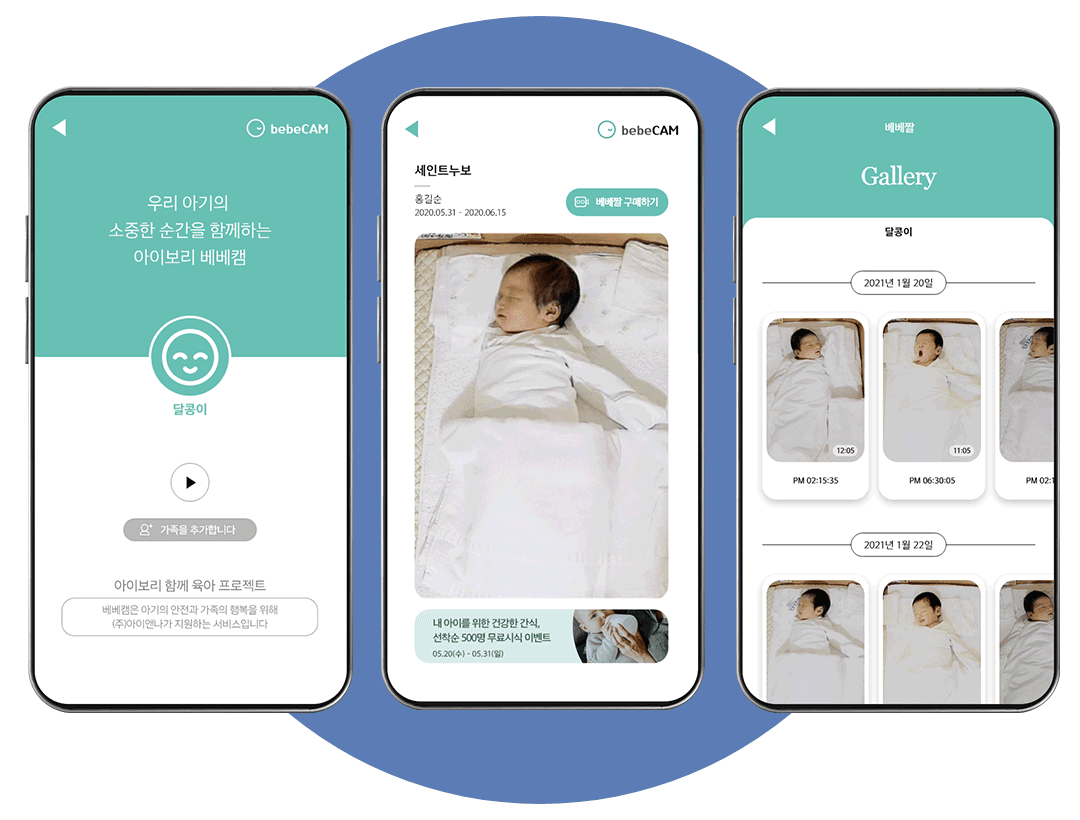 bebeCAM
우리 아기의
소중한 순간을 함께하는
아이보리 베베캠
달콩이
가족을 추가합니다
아이보리 함께 육아 프로젝트
베베캠은 아기의 안전과 가족의 행복을 위해
(주)아이앤나가 지원하는 서비스입니다
bebeCAM
세인트누보
홍길순
2020.05.31 - 2020.06.15
베베짤 구매하기
내 아이를 위한 건강한 간식,
선착순 500명 무료시식 이벤트
05.20(수) - 05.31(일)
베베짤
Gallery
달콩이
2021년 1월 20일
12:05
11:05
PM 02:15:35
PM 06:30:05
PM 02:1
2021년 1월 22일